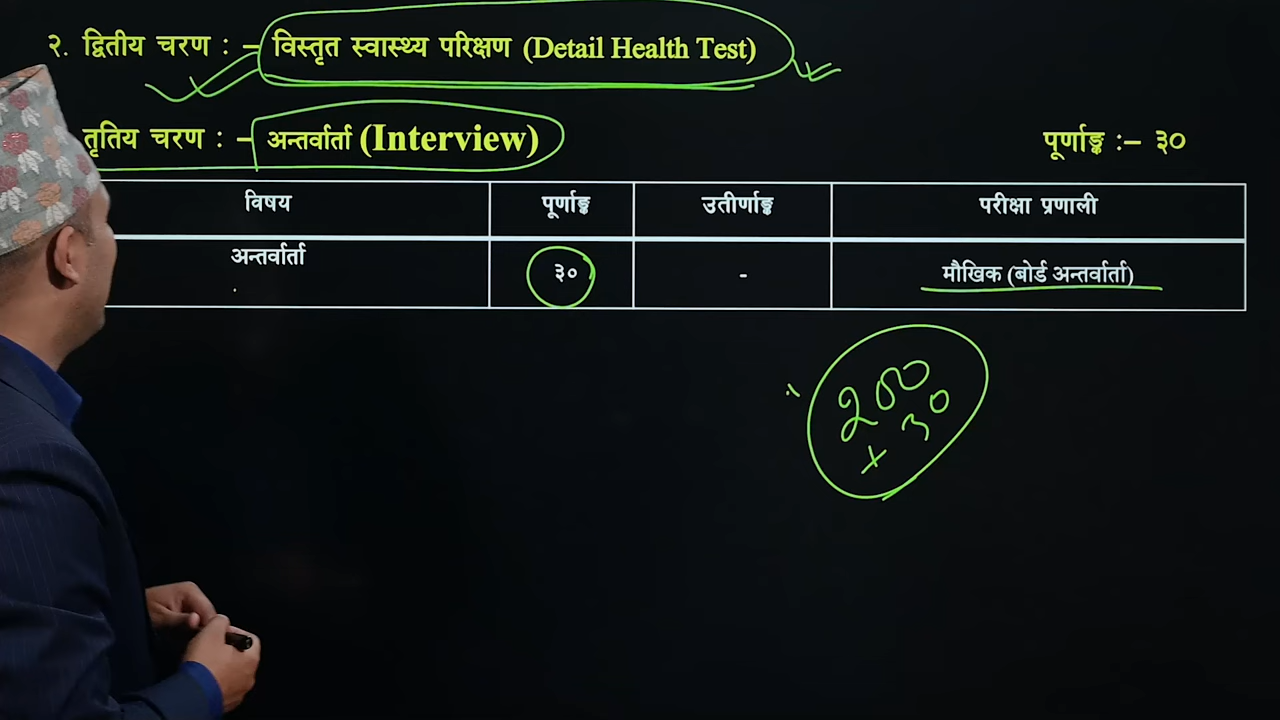 २. द्वितीय चरण : – विस्तृत स्वास्थ्य परिक्षण (Detail Health Test)
तृतिय चरण : – अन्तर्वार्ता (Interview) पूर्णाङ्क :– ३०
विषय पूर्णाङ्क उतीर्णाङ्क परीक्षा प्रणाली
अन्तर्वार्ता ३० - मौखिक (बोर्ड अन्तर्वार्ता)
200
+ 30